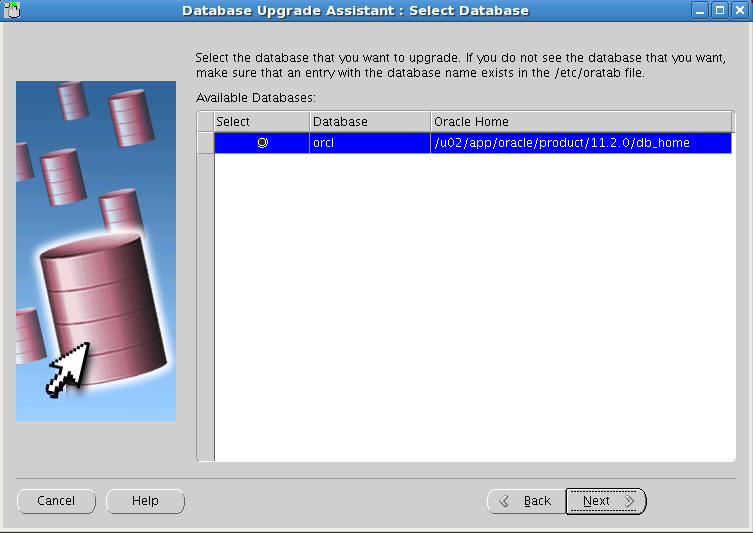 Database Upgrade Assistant : Select Database
Select the database that you want to upgrade. If you do not see the database that you want,
make sure that an entry with the database name exists in the /etc/oratab file.
Available Databases:
Select Database Oracle Home
orcl /u02/app/oracle/product/11.2.0/db_home
Cancel Help Back Next